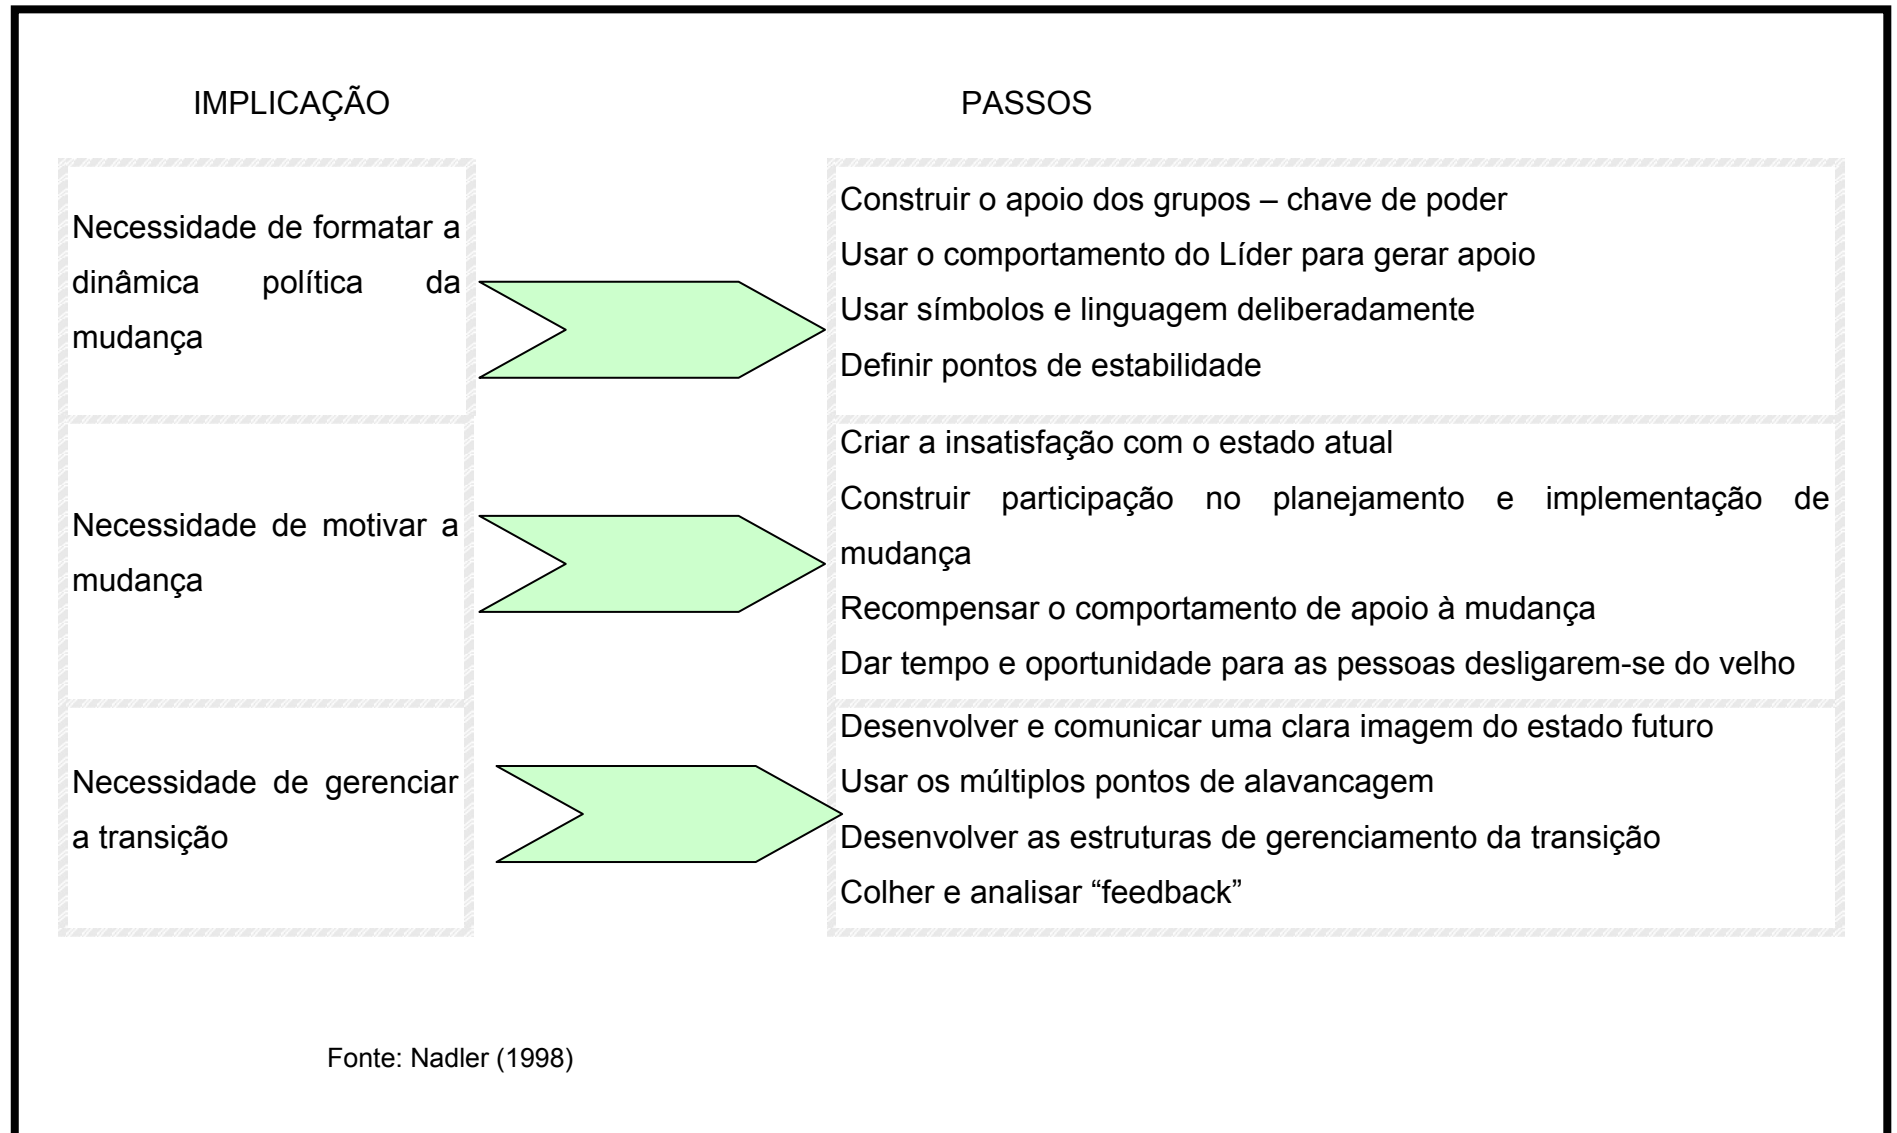 IMPLICAÇÃO
PASSOS
Necessidade de formatar a
dinâmica política da
mudança
Construir o apoio dos grupos – chave de poder
Usar o comportamento do Líder para gerar apoio
Usar símbolos e linguagem deliberadamente
Definir pontos de estabilidade
Necessidade de motivar a
mudança
Criar a insatisfação com o estado atual
Construir participação no planejamento e implementação de
mudança
Recompensar o comportamento de apoio à mudança
Dar tempo e oportunidade para as pessoas desligarem-se do velho
Necessidade de gerenciar
a transição
Desenvolver e comunicar uma clara imagem do estado futuro
Usar os múltiplos pontos de alavancagem
Desenvolver as estruturas de gerenciamento da transição
Colher e analisar “feedback”
Fonte: Nadler (1998)